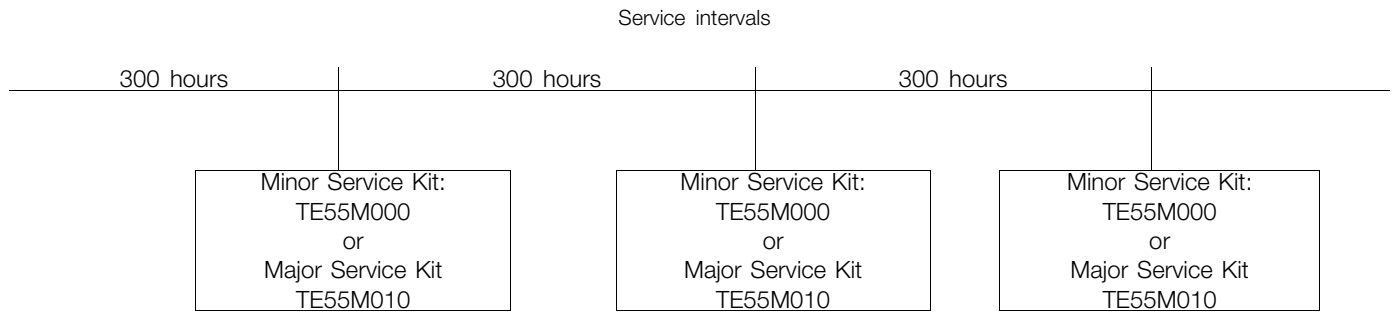 Service intervals
300 hours
300 hours
300 hours
Minor Service Kit:
TE55M000
or
Major Service Kit
TE55M010
Minor Service Kit:
TE55M000
or
Major Service Kit
TE55M010
Minor Service Kit:
TE55M000
or
Major Service Kit
TE55M010